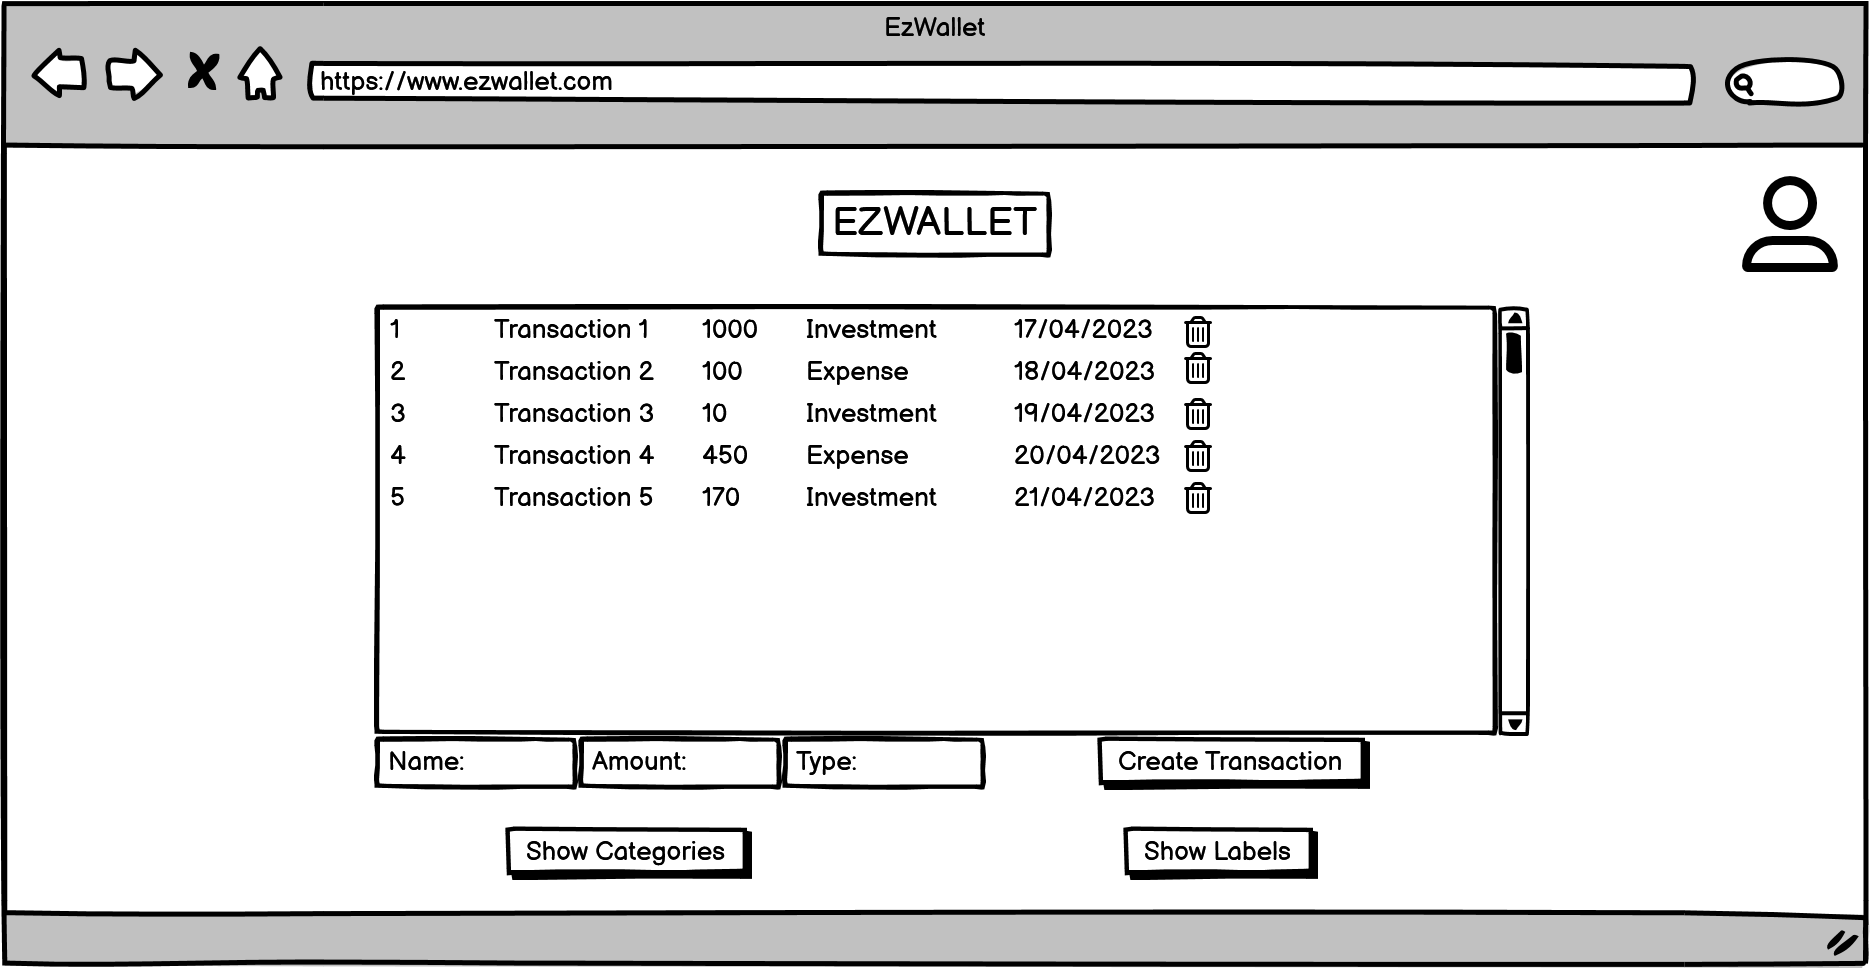 EzWallet
https://www.ezwallet.com
EZWALLET
1 Transaction 1 1000 Investment 17/04/2023
2 Transaction 2 100 Expense 18/04/2023
3 Transaction 3 10 Investment 19/04/2023
4 Transaction 4 450 Expense 20/04/2023
5 Transaction 5 170 Investment 21/04/2023
Name: Amount: Type: Create Transaction
Show Categories Show Labels